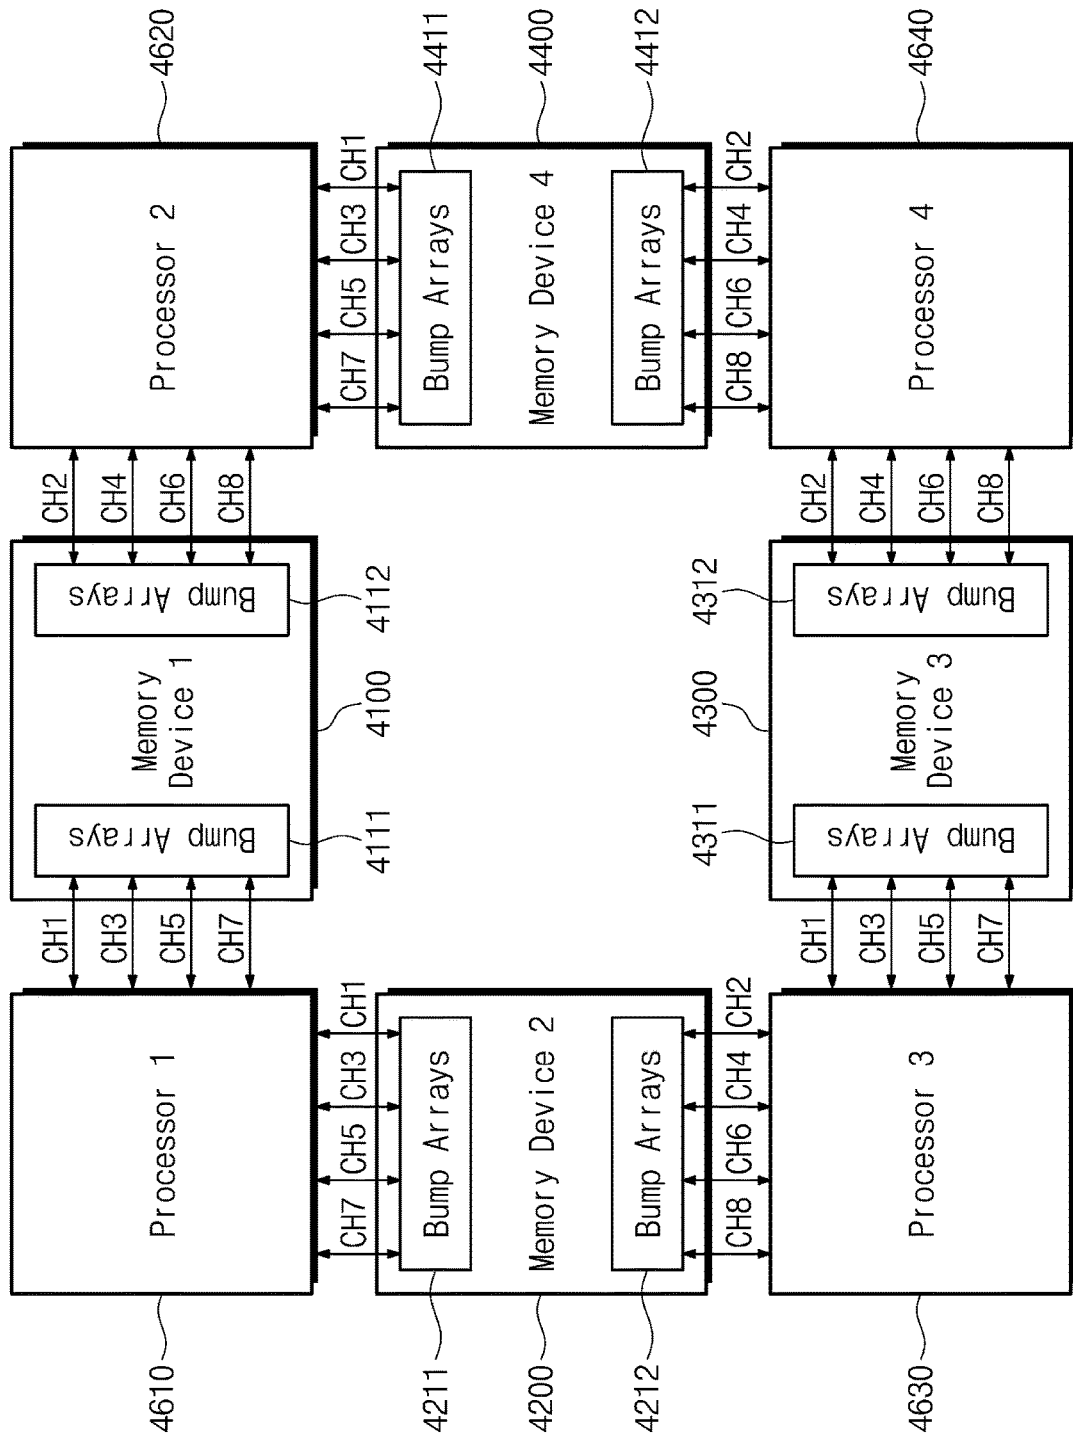 4610
Processor 1
CH1
CH3
CH5
CH7
Bump Arrays
4111
Memory
Device 1
4100
Bump Arrays
4112
CH2
CH4
CH6
CH8
Processor 2
4620
CH7
CH5
CH3
CH1
4211
Bump Arrays
4200
Memory Device 2
4212
Bump Arrays
CH8
CH6
CH4
CH2
CH7
CH5
CH3
CH1
Bump Arrays
4411
Memory Device 4
4400
Bump Arrays
4412
CH8
CH6
CH4
CH2
4630
Processor 3
CH1
CH3
CH5
CH7
4311
Bump Arrays
4300
Memory
Device 3
4312
Bump Arrays
CH2
CH4
CH6
CH8
Processor 4
4640